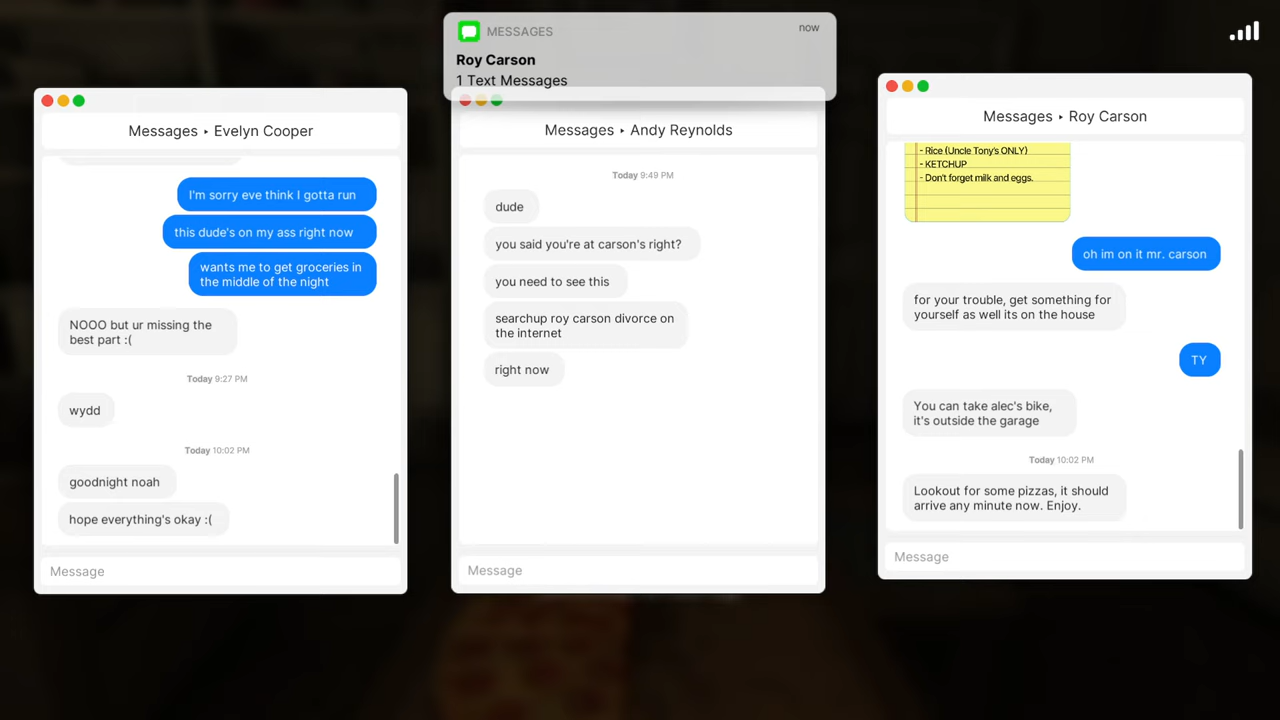 MESSAGES
now
Roy Carson
1 Text Messages
Messages ‣ Evelyn Cooper
I'm sorry eve think I gotta run
this dude's on my ass right now
wants me to get groceries in
the middle of the night
NOOO but ur missing the
best part :(
Today 9:27 PM
wydd
Today 10:02 PM
goodnight noah
hope everything's okay :(
Message
Messages ‣ Andy Reynolds
Today 9:49 PM
dude
you said you're at carson's right?
you need to see this
searchup roy carson divorce on
the internet
right now
Message
Messages ‣ Roy Carson
- Rice (Uncle Tony's ONLY)
- KETCHUP
- Don't forget milk and eggs.
oh im on it mr. carson
for your trouble, get something for
yourself as well its on the house
TY
You can take alec's bike,
it's outside the garage
Today 10:02 PM
Lookout for some pizzas, it should
arrive any minute now. Enjoy.
Message